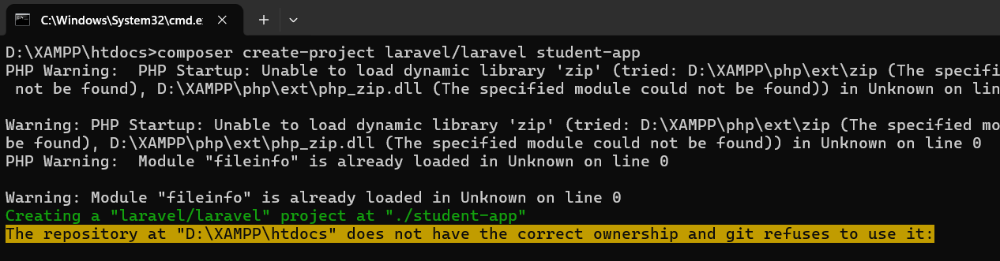 C:\Windows\System32\cmd.e
D:\XAMPP\htdocs>composer create-project laravel/laravel student-app
PHP Warning:  PHP Startup: Unable to load dynamic library 'zip' (tried: D:\XAMPP\php\ext\zip (The specifi
 not be found), D:\XAMPP\php\ext\php_zip.dll (The specified module could not be found)) in Unknown on lin
Warning: PHP Startup: Unable to load dynamic library 'zip' (tried: D:\XAMPP\php\ext\zip (The specified mo
be found), D:\XAMPP\php\ext\php_zip.dll (The specified module could not be found)) in Unknown on line 0
PHP Warning:  Module "fileinfo" is already loaded in Unknown on line 0
Warning: Module "fileinfo" is already loaded in Unknown on line 0
Creating a "laravel/laravel" project at "./student-app"
The repository at "D:\XAMPP\htdocs" does not have the correct ownership and git refuses to use it: